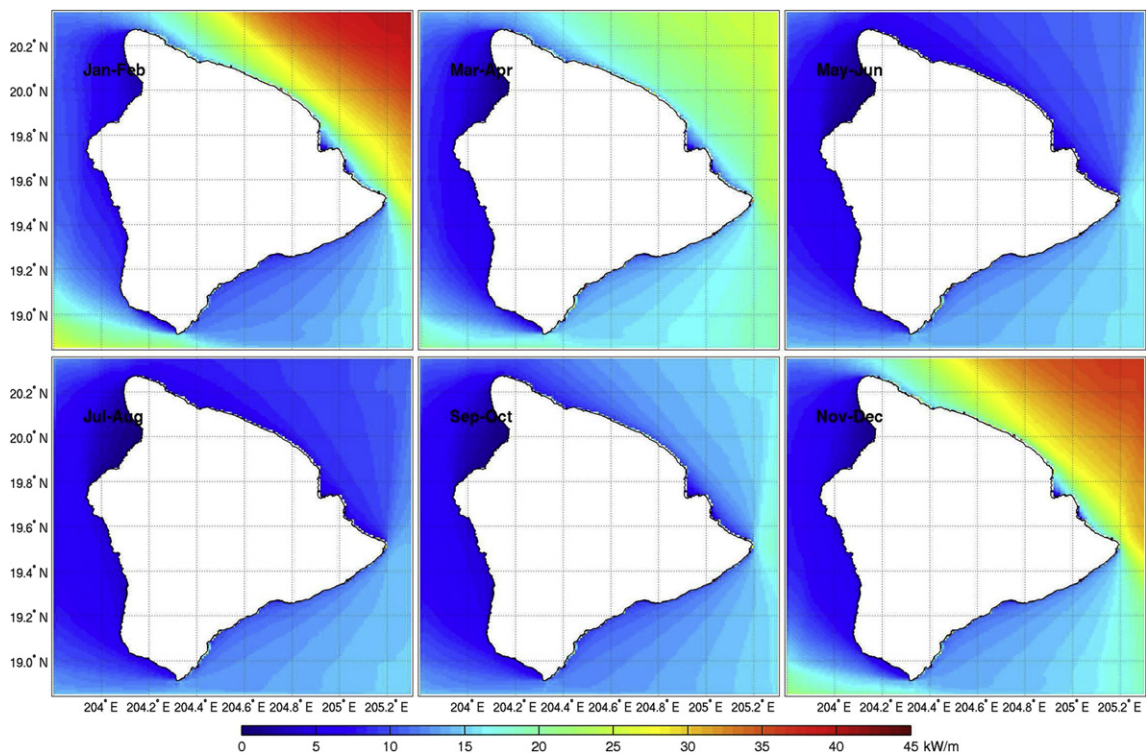 Jan-Feb
Mar-Apr
May-Jun
20.2° N
20.0° N
19.8° N
19.6° N
19.4° N
19.2° N
19.0° N
Jul-Aug
Sep-Oct
Nov-Dec
20.2° N
20.0° N
19.8° N
19.6° N
19.4° N
19.2° N
19.0° N
204° E 204.2° E 204.4° E 204.6° E 204.8° E 205° E 205.2° E 204° E 204.2° E 204.4° E 204.6° E 204.8° E 205° E 205.2° E 204° E 204.2° E 204.4° E 204.6° E 204.8° E 205° E 205.2° E
0 5 10 15 20 25 30 35 40 45 kW/m